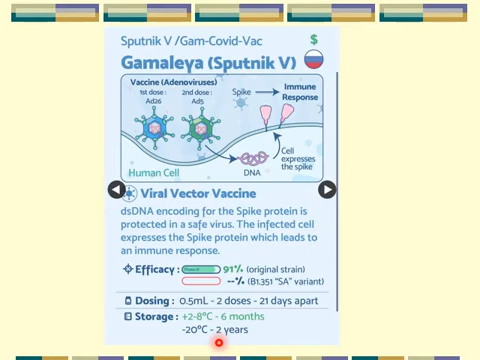 Sputnik V /Gam-Covid-Vac
$
Gamaleya (Sputnik V)
Vaccine (Adenoviruses)
1st dose :
Ad26
2nd dose :
Ad5
Spike
Immune
Response
Human Cell
DNA
Cell
expresses
the spike
Viral Vector Vaccine
dsDNA encoding for the Spike protein is
protected in a safe virus. The infected cell
expresses the Spike protein which leads to
an immune response.
Efficacy : 91% (original strain)
--% (B1.351 "SA" variant)
Dosing : 0.5mL - 2 doses - 21 days apart
Storage : +2-8°C - 6 months
-20°C - 2 years